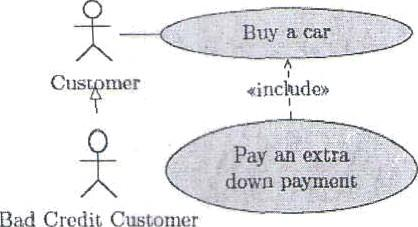 Buy a car
Customer
«include»
Pay an extra
down payment
Bad Credit Customer